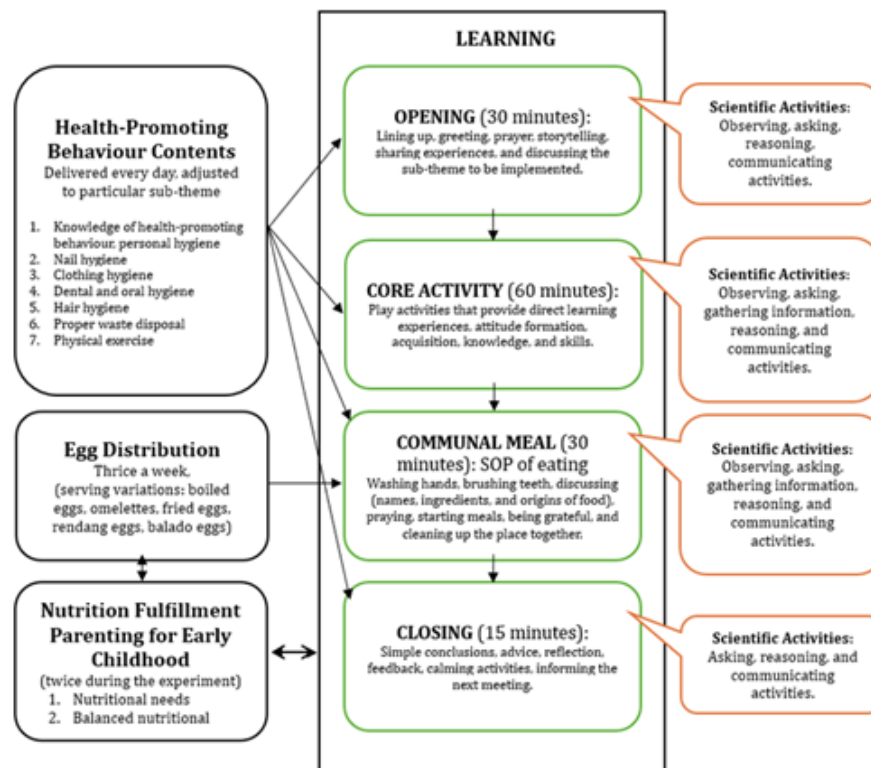 LEARNING
Health-Promoting
Behaviour Contents
Delivered every day, adjusted
to particular sub-theme
1. Knowledge of health-promoting
behaviour, personal hygiene
2. Nail hygiene
3. Clothing hygiene
4. Dental and oral hygiene
5. Hair hygiene
6. Proper waste disposal
7. Physical exercise
Egg Distribution
Thrice a week,
(serving variations: boiled
eggs, omelettes, fried eggs,
rendang eggs, balado eggs)
Nutrition Fulfillment
Parenting for Early
Childhood
(twice during the experiment)
1. Nutritional needs
2. Balanced nutritional
OPENING (30 minutes):
Lining up, greeting, prayer, storytelling,
sharing experiences, and discussing the
sub-theme to be implemented.
CORE ACTIVITY (60 minutes):
Play activities that provide direct learning
experiences, attitude formation,
acquisition, knowledge, and skills.
COMMUNAL MEAL (30
minutes): SOP of eating
Washing hands, brushing teeth, discussing
(names, ingredients, and origins of food),
praying, starting meals, being grateful, and
cleaning up the place together.
CLOSING (15 minutes):
Simple conclusions, advice, reflection,
feedback, calming activities, informing the
next meeting.
Scientific Activities:
Observing, asking,
reasoning,
communicating
activities.
Scientific Activities:
Observing, asking,
gathering information,
reasoning, and
communicating
activities.
Scientific Activities:
Observing, asking,
gathering information,
reasoning, and
communicating
activities.
Scientific Activities:
Asking, reasoning, and
communicating
activities.